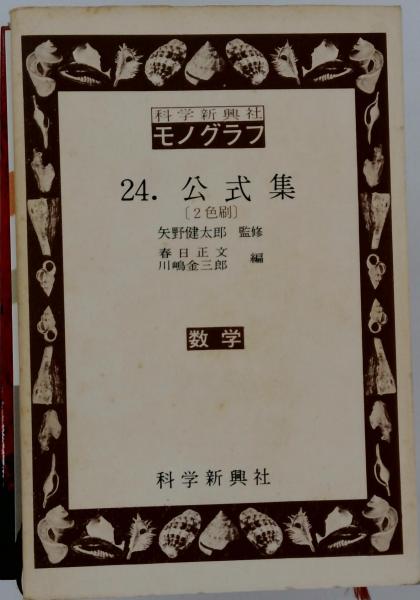 科学新興社
モノグラフ
24. 公式集
〔2色刷〕
矢野健太郎 監修
春日正文
川嶋金三郎 編
数学
科学新興社